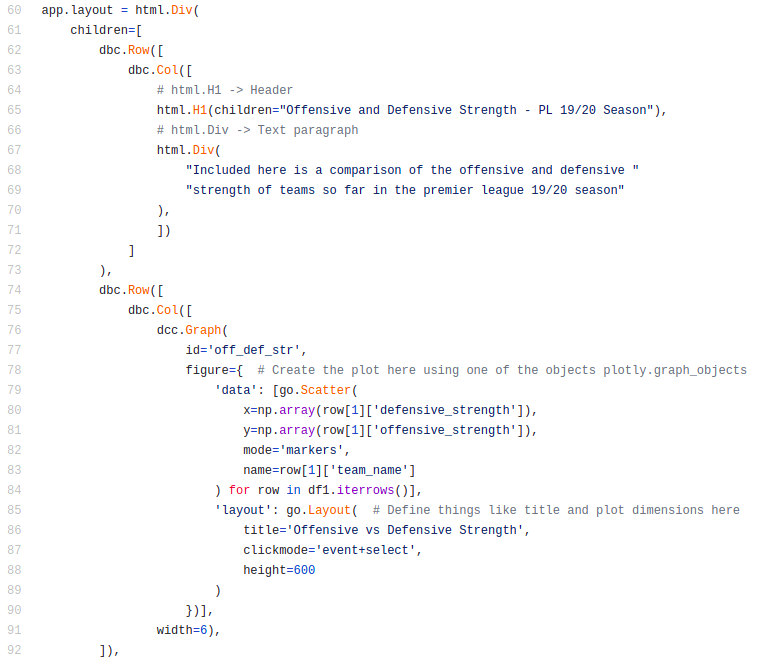 60 app.layout = html.Div(
61     children=[
62         dbc.Row([
63             dbc.Col([
64                 # html.H1 -> Header
65                 html.H1(children="Offensive and Defensive Strength - PL 19/20 Season"),
66                 # html.Div -> Text paragraph
67                 html.Div(
68                     "Included here is a comparison of the offensive and defensive "
69                     "strength of teams so far in the premier league 19/20 season"
70                 ),
71                 ])
72             ]
73         ),
74         dbc.Row([
75             dbc.Col([
76                 dcc.Graph(
77                     id='off_def_str',
78                     figure={  # Create the plot here using one of the objects plotly.graph_objects
79                         'data': [go.Scatter(
80                             x=np.array(row[1]['defensive_strength']),
81                             y=np.array(row[1]['offensive_strength']),
82                             mode='markers',
83                             name=row[1]['team_name']
84                         ) for row in df1.iterrows()],
85                         'layout': go.Layout(  # Define things like title and plot dimensions here
86                             title='Offensive vs Defensive Strength',
87                             clickmode='event+select',
88                             height=600
89                         )
90                     })],
91                 width=6),
92         ]),